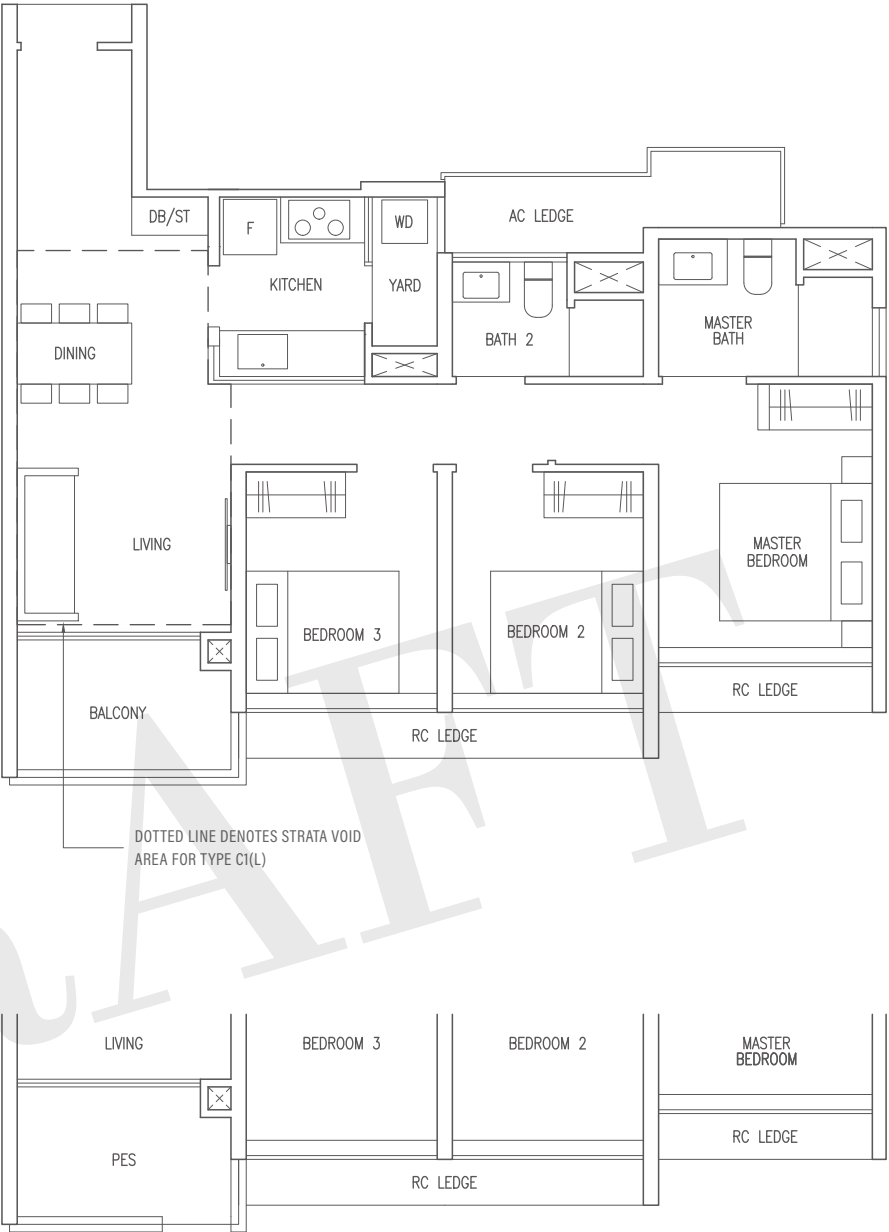 DB/ST
F
WD
AC LEDGE
KITCHEN
YARD
BATH 2
MASTER
BATH
DINING
LIVING
MASTER
BEDROOM
BEDROOM 3
BEDROOM 2
RC LEDGE
BALCONY
RC LEDGE
DOTTED LINE DENOTES STRATA VOID
AREA FOR TYPE C1(L)
RAFT
LIVING
BEDROOM 3
BEDROOM 2
MASTER
BEDROOM
RC LEDGE
PES
RC LEDGE